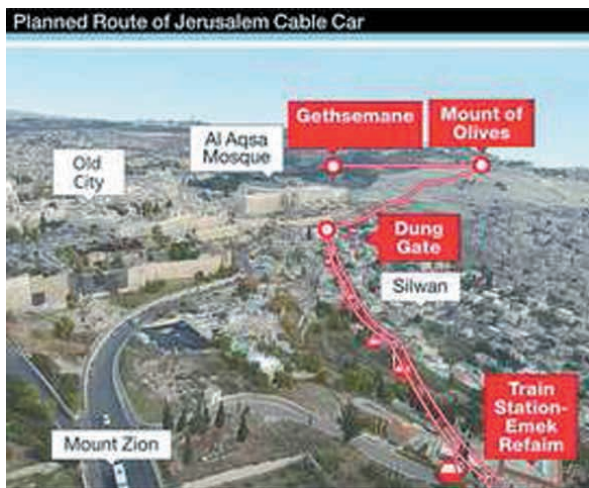 Planned Route of Jerusalem Cable Car
Gethsemane
Mount of
Olives
Al Aqsa
Mosque
Old
City
Dung
Gate
Silwan
Train
Station-
Emek
Refaim
Mount Zion